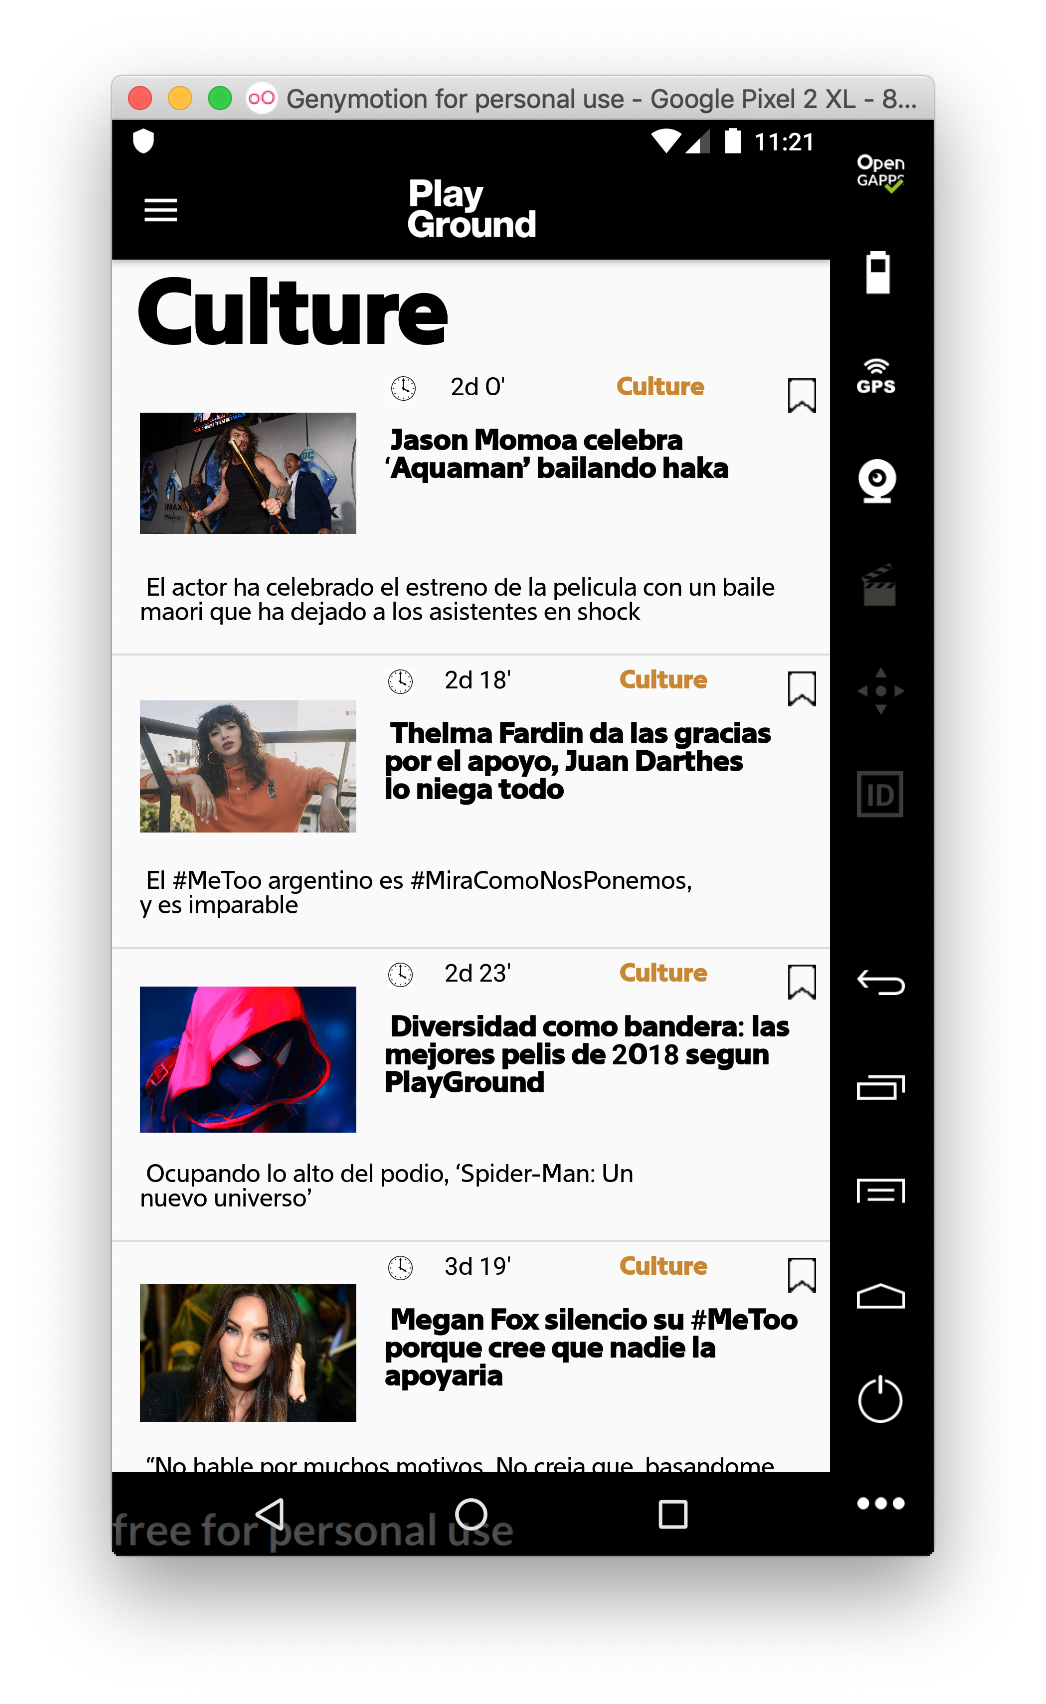 Genymotion for personal use - Google Pixel 2 XL - 8...
11:21
Open
GAPPS
Play
Ground
Culture
GPS
2d 0'
Culture
Jason Momoa celebra
‘Aquaman’ bailando haka
IMAX
DC
El actor ha celebrado el estreno de la pelicula con un baile
maori que ha dejado a los asistentes en shock
2d 18'
Culture
Thelma Fardin da las gracias
por el apoyo, Juan Darthes
lo niega todo
ID
El #MeToo argentino es #MiraComoNosPonemos,
y es imparable
2d 23'
Culture
Diversidad como bandera: las
mejores pelis de 2018 segun
PlayGround
Ocupando lo alto del podio, ‘Spider-Man: Un
nuevo universo’
3d 19'
Culture
Megan Fox silencio su #MeToo
porque cree que nadie la
apoyaria
“No hable por muchos motivos. No creia que, basandome
free for personal use